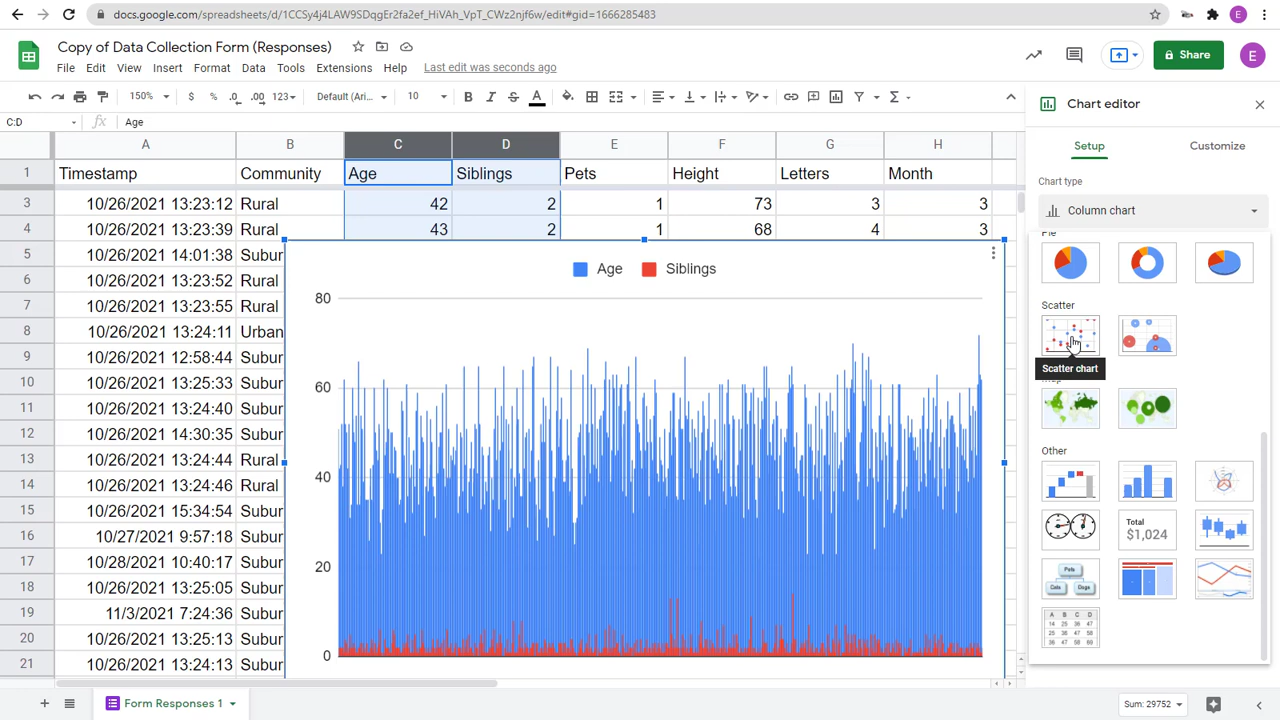 docs.google.com/spreadsheets/d/1CCSy4j4LAW9SDqgEr2fa2ef_HiVAh_VpT_CWz2njf6w/edit#gid=1666285483
E
Copy of Data Collection Form (Responses)
Share
E
File Edit View Insert Format Data Tools Extensions Help Last edit was seconds ago
150% $ % .0 .00 123 Default (Ari... 10 B I S A Σ
C:D fx Age
Chart editor
Setup Customize
Chart type
Column chart
A B C D E F G H
1 Timestamp Community Age Siblings Pets Height Letters Month
3 10/26/2021 13:23:12 Rural 42 2 1 73 3 3
4 10/26/2021 13:23:39 Rural 43 2 1 68 4 3
5 10/26/2021 14:01:38 Subur
6 10/26/2021 13:23:52 Rural
7 10/26/2021 13:23:55 Rural
8 10/26/2021 13:24:11 Urban
9 10/26/2021 12:58:44 Subur
10 10/26/2021 13:25:33 Subur
11 10/26/2021 13:24:40 Subur
12 10/26/2021 14:30:35 Subur
13 10/26/2021 13:24:44 Rural
14 10/26/2021 13:24:46 Rural
15 10/26/2021 15:34:54 Subur
16 10/27/2021 9:57:18 Subur
17 10/28/2021 10:40:17 Subur
18 10/26/2021 13:25:05 Subur
19 11/3/2021 7:24:36 Subur
20 10/26/2021 13:25:13 Subur
21 10/26/2021 13:24:13 Subur
Age Siblings
80
60
40
20
0
Pie
Scatter
Scatter chart
Map
Other
Total
$1,024
Pets
Cats Dogs
A B C D
Form Responses 1
Sum: 29752